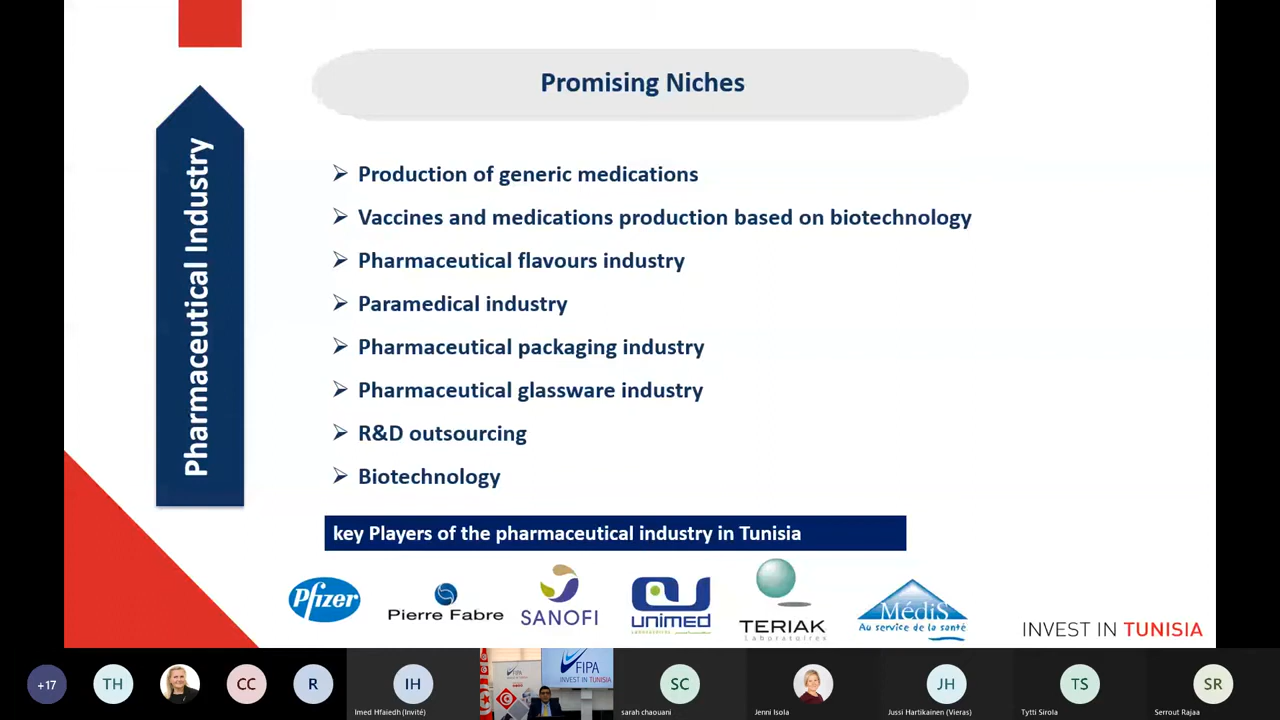 Promising Niches
Pharmaceutical Industry
Production of generic medications
Vaccines and medications production based on biotechnology
Pharmaceutical flavours industry
Paramedical industry
Pharmaceutical packaging industry
Pharmaceutical glassware industry
R&D outsourcing
Biotechnology
key Players of the pharmaceutical industry in Tunisia
Pfizer
Pierre Fabre
SANOFI
unimed
Laboratoires
TERIAK
Laboratoires
MédiS
Au service de la santé
INVEST IN TUNISIA
+17
TH
CC
R
IH
Imed Hfaiedh (Invité)
FIPA
INVEST IN TUNISIA
FIPA
SC
sarah chaouani
Jenni Isola
JH
Jussi Hartikainen (Vieras)
TS
Tytti Sirola
SR
Serrout Rajaa